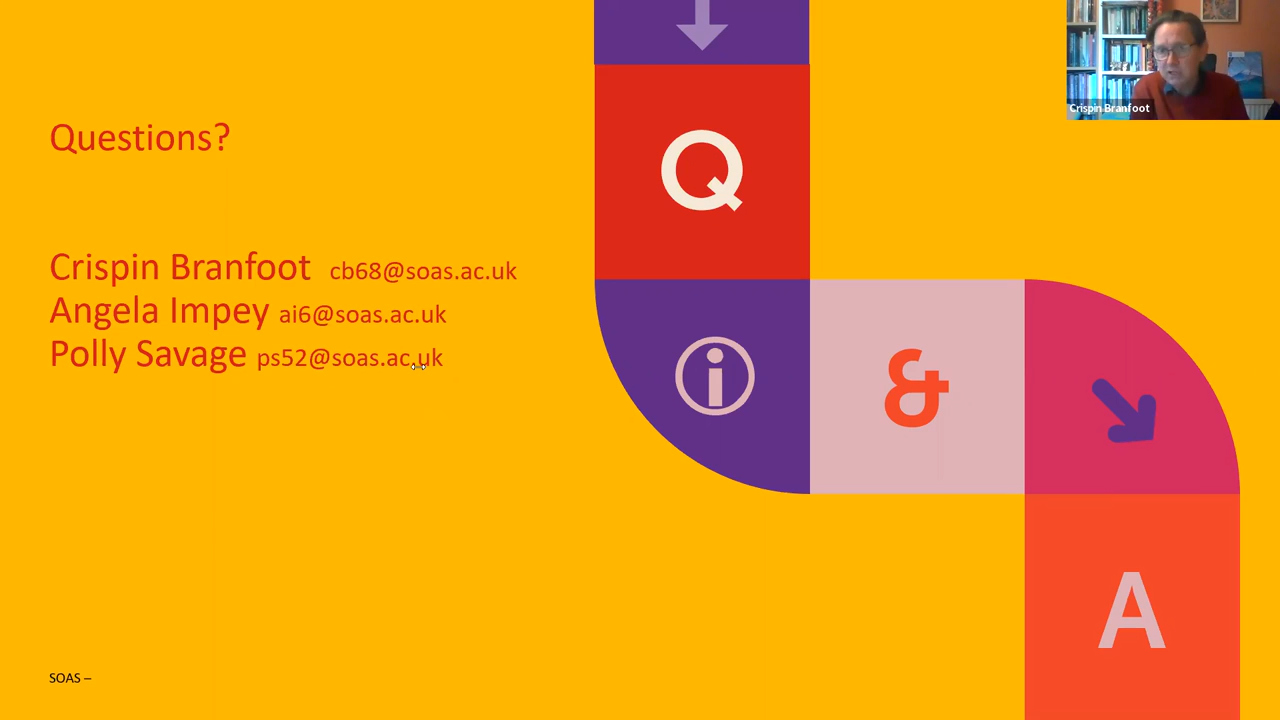 Questions?
Crispin Branfoot cb68@soas.ac.uk
Angela Impey ai6@soas.ac.uk
Polly Savage ps52@soas.ac.uk
SOAS –
Q
i
&
A
Crispin Branfoot